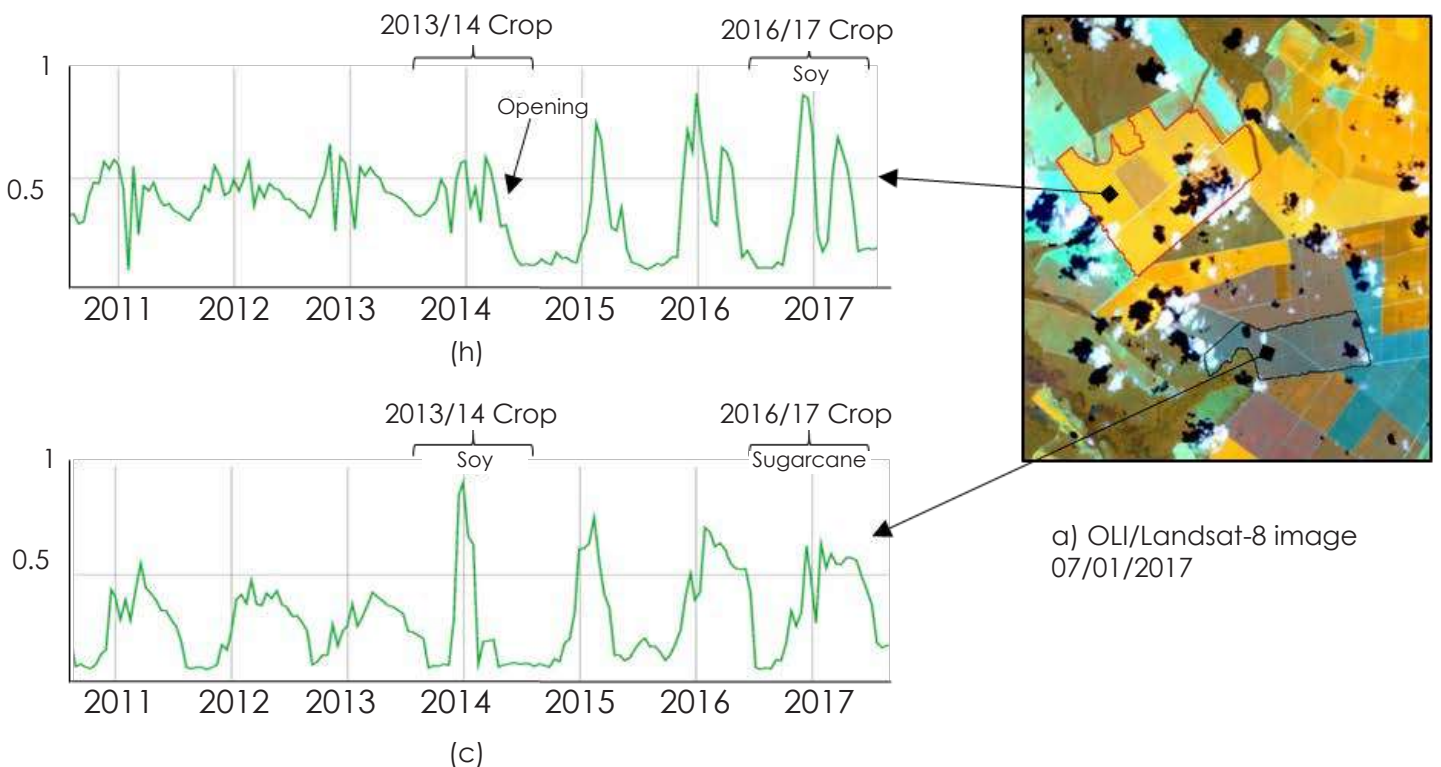 2013/14 Crop
2016/17 Crop
Soy
1
Opening
0.5
2011 2012 2013 2014 2015 2016 2017
(h)
2013/14 Crop
2016/17 Crop
Soy
Sugarcane
1
0.5
2011 2012 2013 2014 2015 2016 2017
(c)
a) OLI/Landsat-8 image
07/01/2017